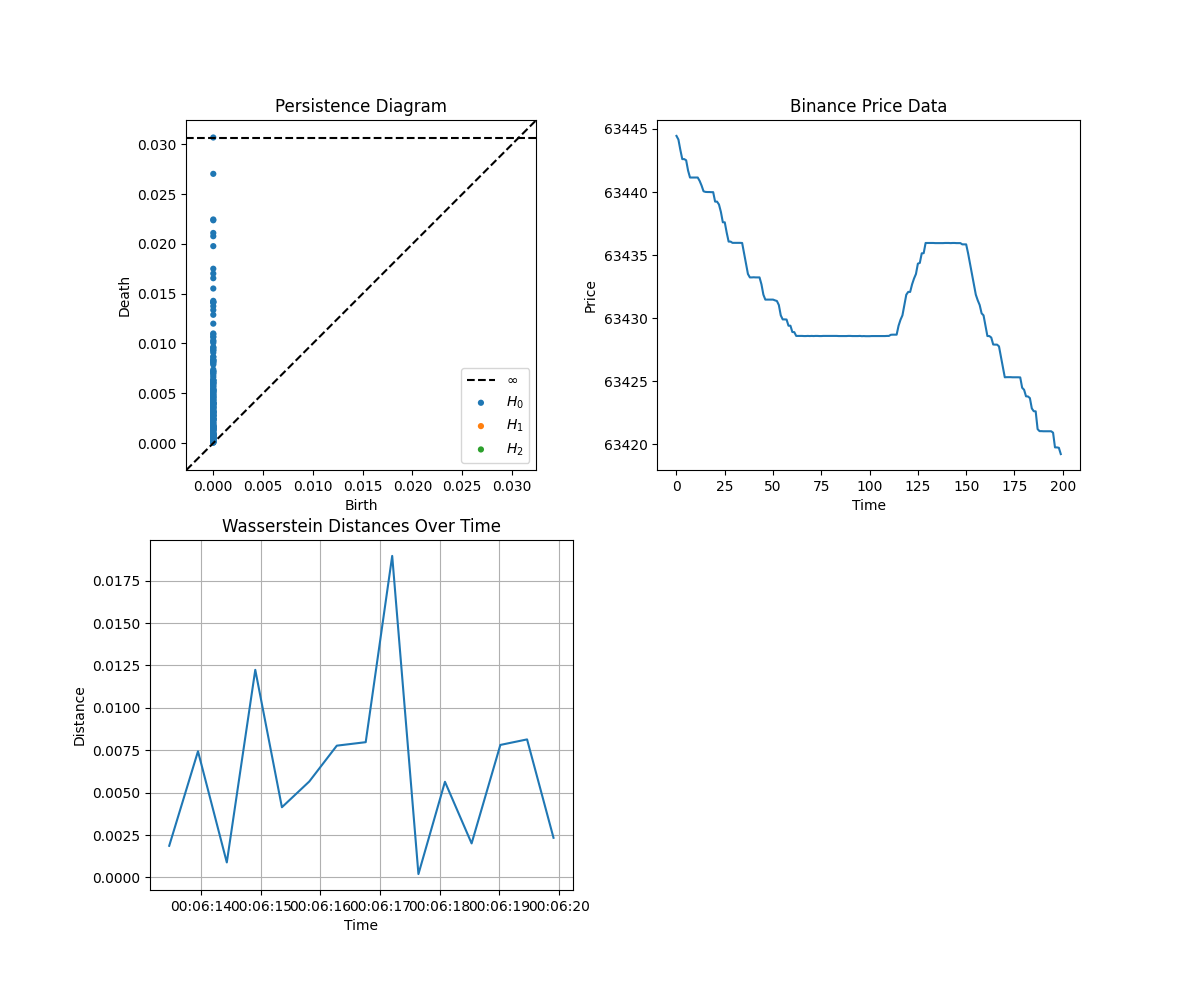 Persistence Diagram
0.030
0.025
0.020
0.015
0.010
0.005
0.000
Death
∞
H₀
H₁
H₂
0.000 0.005 0.010 0.015 0.020 0.025 0.030
Birth
Binance Price Data
63445
63440
63435
63430
63425
63420
Price
0 25 50 75 100 125 150 175 200
Time
Wasserstein Distances Over Time
0.0175
0.0150
0.0125
0.0100
0.0075
0.0050
0.0025
0.0000
Distance
00:06:14 00:06:15 00:06:16 00:06:17 00:06:18 00:06:19 00:06:20
Time